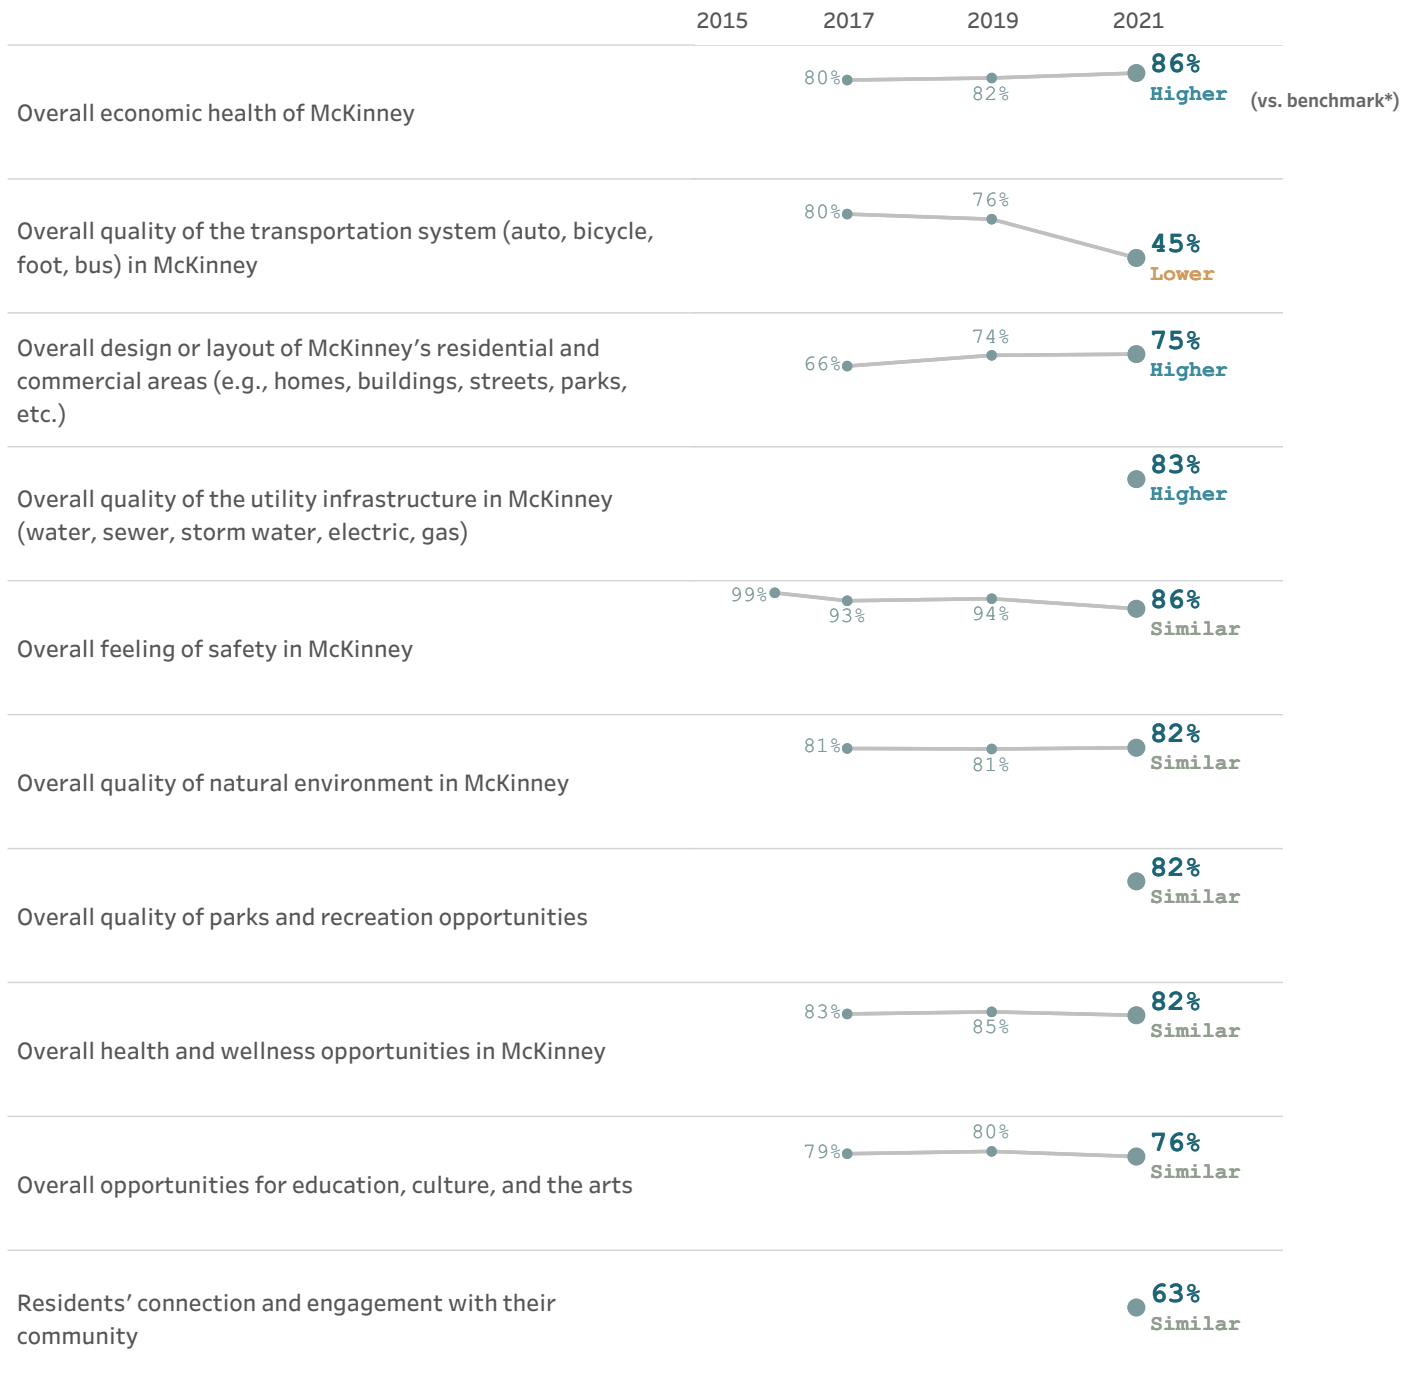 2015 2017 2019 2021
Overall economic health of McKinney
80%
82%
86%
Higher
(vs. benchmark*)
Overall quality of the transportation system (auto, bicycle,
foot, bus) in McKinney
80%
76%
45%
Lower
Overall design or layout of McKinney's residential and
commercial areas (e.g., homes, buildings, streets, parks,
etc.)
66%
74%
75%
Higher
Overall quality of the utility infrastructure in McKinney
(water, sewer, storm water, electric, gas)
83%
Higher
Overall feeling of safety in McKinney
99%
93%
94%
86%
Similar
Overall quality of natural environment in McKinney
81%
81%
82%
Similar
Overall quality of parks and recreation opportunities
82%
Similar
Overall health and wellness opportunities in McKinney
83%
85%
82%
Similar
Overall opportunities for education, culture, and the arts
79%
80%
76%
Similar
Residents' connection and engagement with their
community
63%
Similar